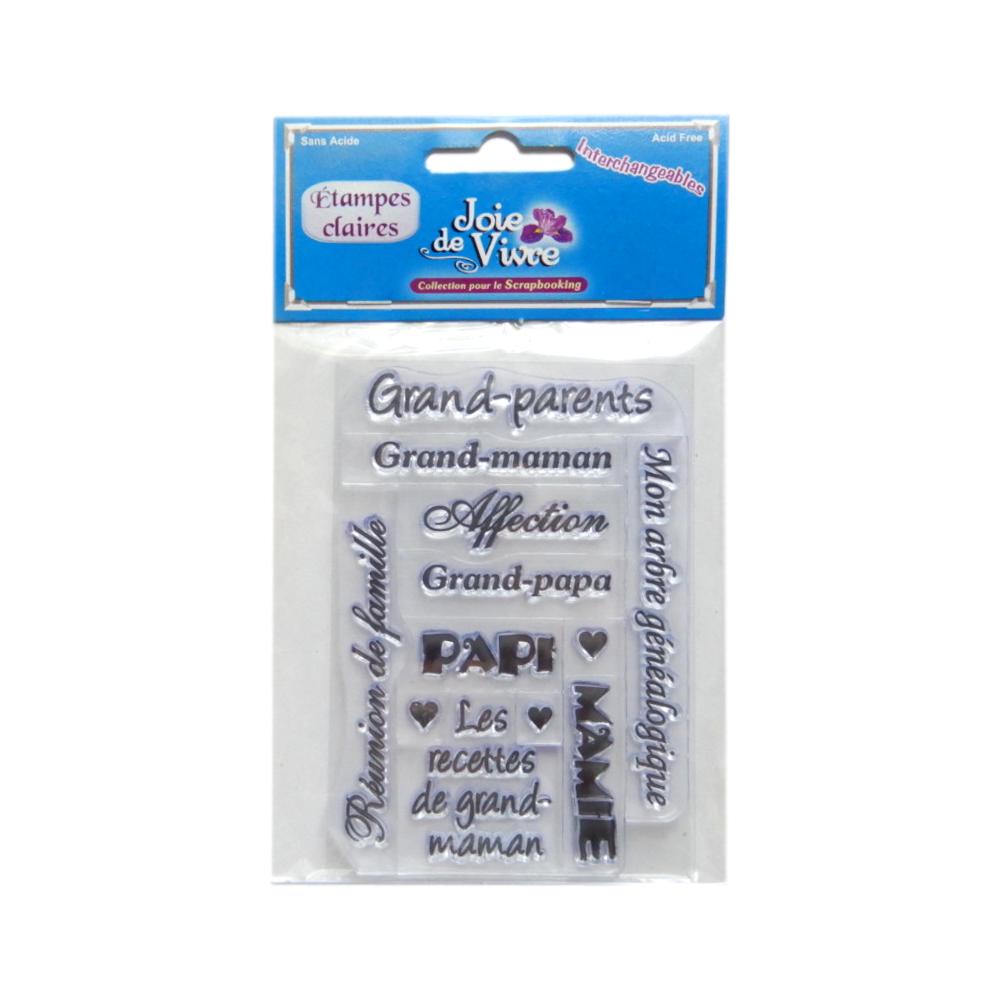 Sans Acide
Acid Free
Interchangeables
Étampes
claires
Joie
de Vivre
Collection pour le Scrapbooking
Grand-parents
Grand-maman
Affection
Grand-papa
Mon arbre généalogique
Réunion de famille
PAPI
Les
recettes
de grand-
maman
MAMIE